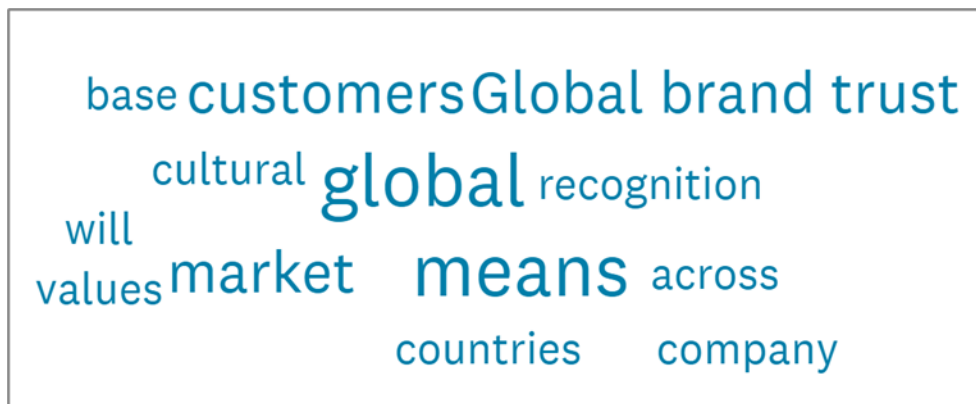 base customers Global brand trust
cultural global recognition
will
values market means across
countries company